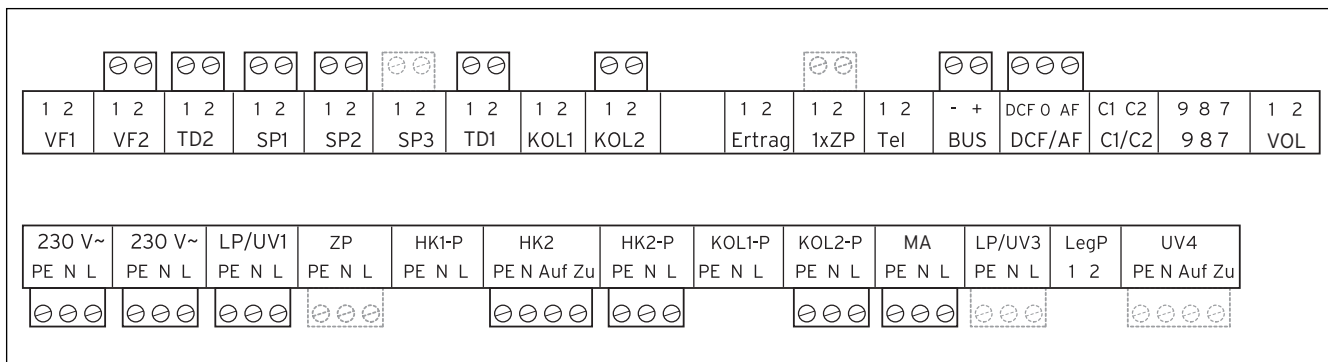 1 2 1 2 1 2 1 2 1 2 1 2 1 2 1 2 1 2 1 2 1 2 1 2 - + DCF O AF C1 C2 9 8 7 1 2
VF1 VF2 TD2 SP1 SP2 SP3 TD1 KOL1 KOL2 Ertrag 1xZP Tel BUS DCF/AF C1/C2 9 8 7 VOL
230 V~ 230 V~ LP/UV1 ZP HK1-P HK2 HK2-P KOL1-P KOL2-P MA LP/UV3 LegP UV4
PE N L PE N L PE N L PE N L PE N L PE N Auf Zu PE N L PE N L PE N L PE N L PE N L 1 2 PE N Auf Zu